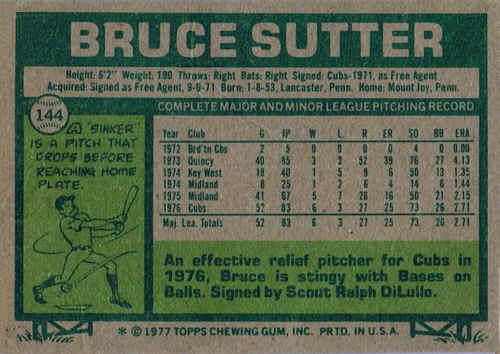 BRUCE SUTTER
Height: 6'2" Weight: 190 Throws: Right Bats: Right Signed: Cubs-1971, as Free Agent
Acquired: Signed as Free Agent, 9-9-71 Born: 1-8-53, Lancaster, Penn. Home: Mount Joy, Penn.
144
COMPLETE MAJOR AND MINOR LEAGUE PITCHING RECORD
A 'SINKER'
IS A PITCH THAT
DROPS BEFORE
REACHING HOME
PLATE.
Year Club G IP W L R ER SO BB ERA
1972 Brd'tn Cbs 2 5 0 0 0 0 4 0 0.00
1973 Quincy 40 85 3 3 52 39 76 27 4.13
1974 Key West 18 40 1 5 9 6 50 13 1.35
1974 Midland 8 25 1 2 6 4 14 6 1.44
1975 Midland 41 67 5 7 26 16 50 21 2.15
1976 Cubs 52 83 6 3 27 25 73 26 2.71
Maj. Lea. Totals 52 83 6 3 27 25 73 26 2.71
An effective relief pitcher for Cubs in
1976, Bruce is stingy with Bases on
Balls. Signed by Scout Ralph DiLullo.
* © 1977 TOPPS CHEWING GUM, INC. PRTD. IN U.S.A.